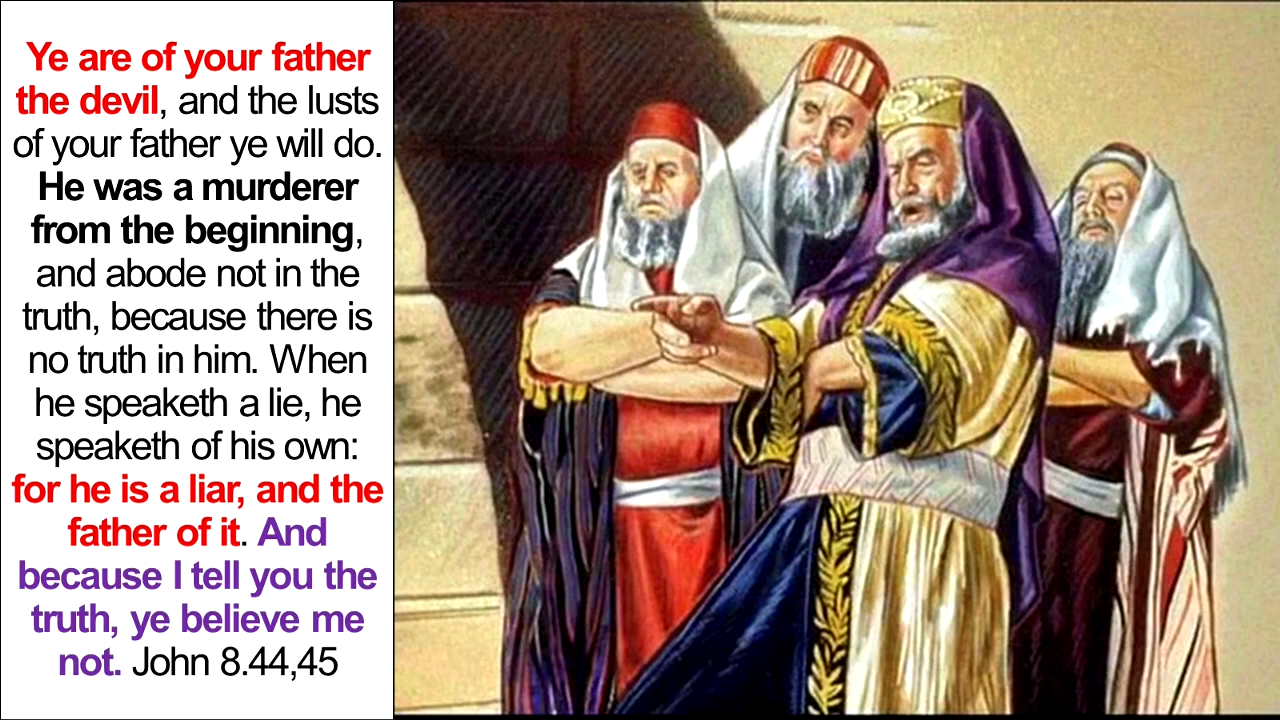 Ye are of your father
the devil, and the lusts
of your father ye will do.
He was a murderer
from the beginning,
and abode not in the
truth, because there is
no truth in him. When
he speaketh a lie, he
speaketh of his own:
for he is a liar, and the
father of it. And
because I tell you the
truth, ye believe me
not. John 8.44,45